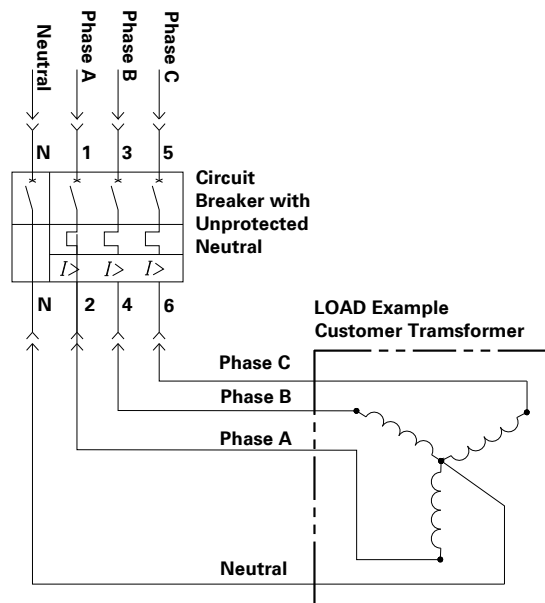 Neutral
Phase A
Phase B
Phase C
N 1 3 5
Circuit
Breaker with
Unprotected
Neutral
I> I> I>
N 2 4 6
LOAD Example
Customer Tramsformer
Phase C
Phase B
Phase A
Neutral